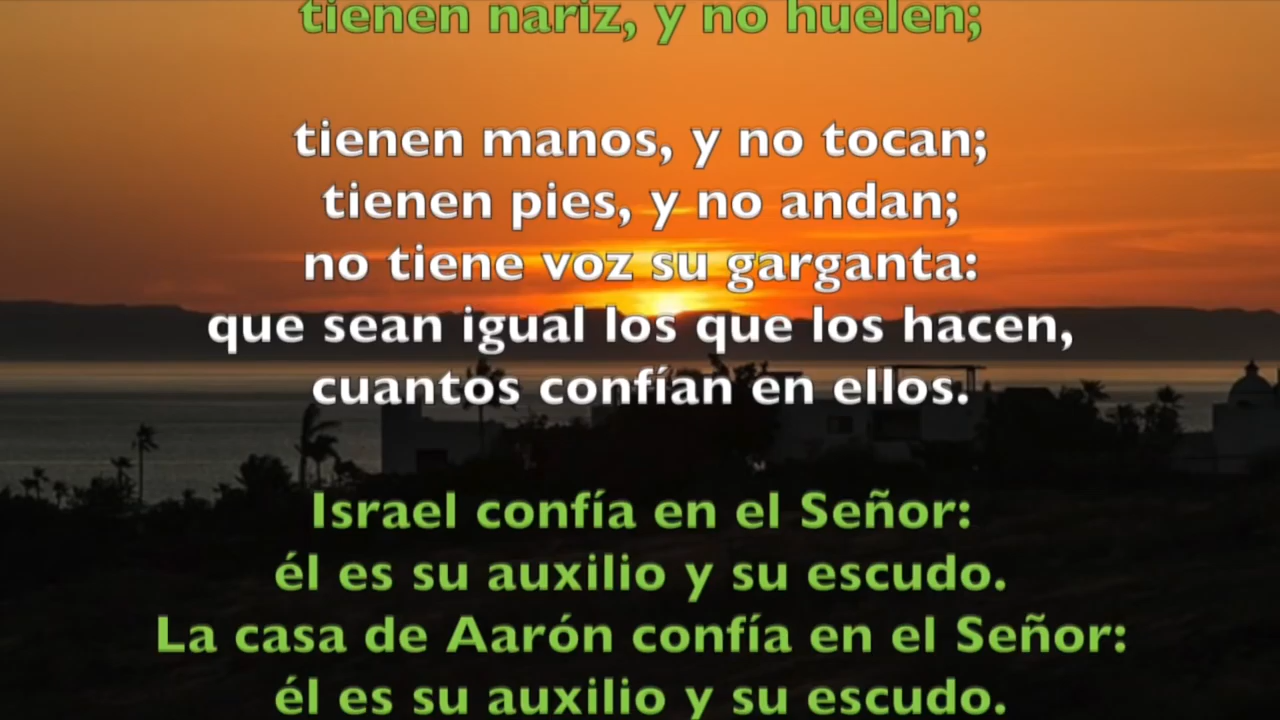 tienen nariz, y no huelen;
tienen manos, y no tocan;
tienen pies, y no andan;
no tiene voz su garganta:
que sean igual los que los hacen,
cuantos confían en ellos.
Israel confía en el Señor:
él es su auxilio y su escudo.
La casa de Aarón confía en el Señor:
él es su auxilio y su escudo.